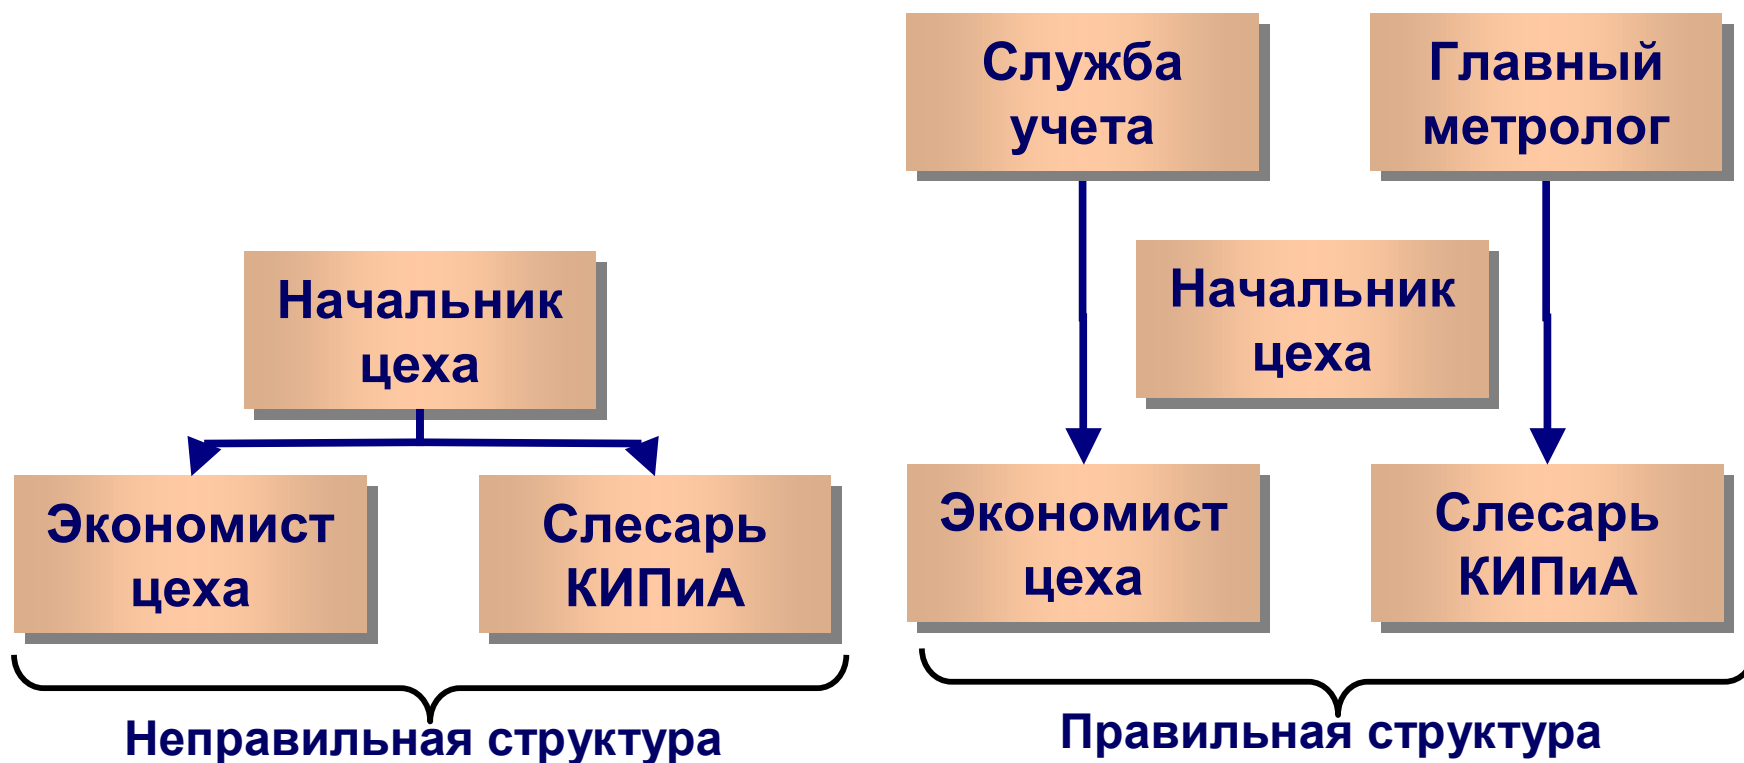 Служба
учета
Главный
метролог
Начальник
цеха
Начальник
цеха
Экономист
цеха
Слесарь
КИПиА
Экономист
цеха
Слесарь
КИПиА
Неправильная структура
Правильная структура